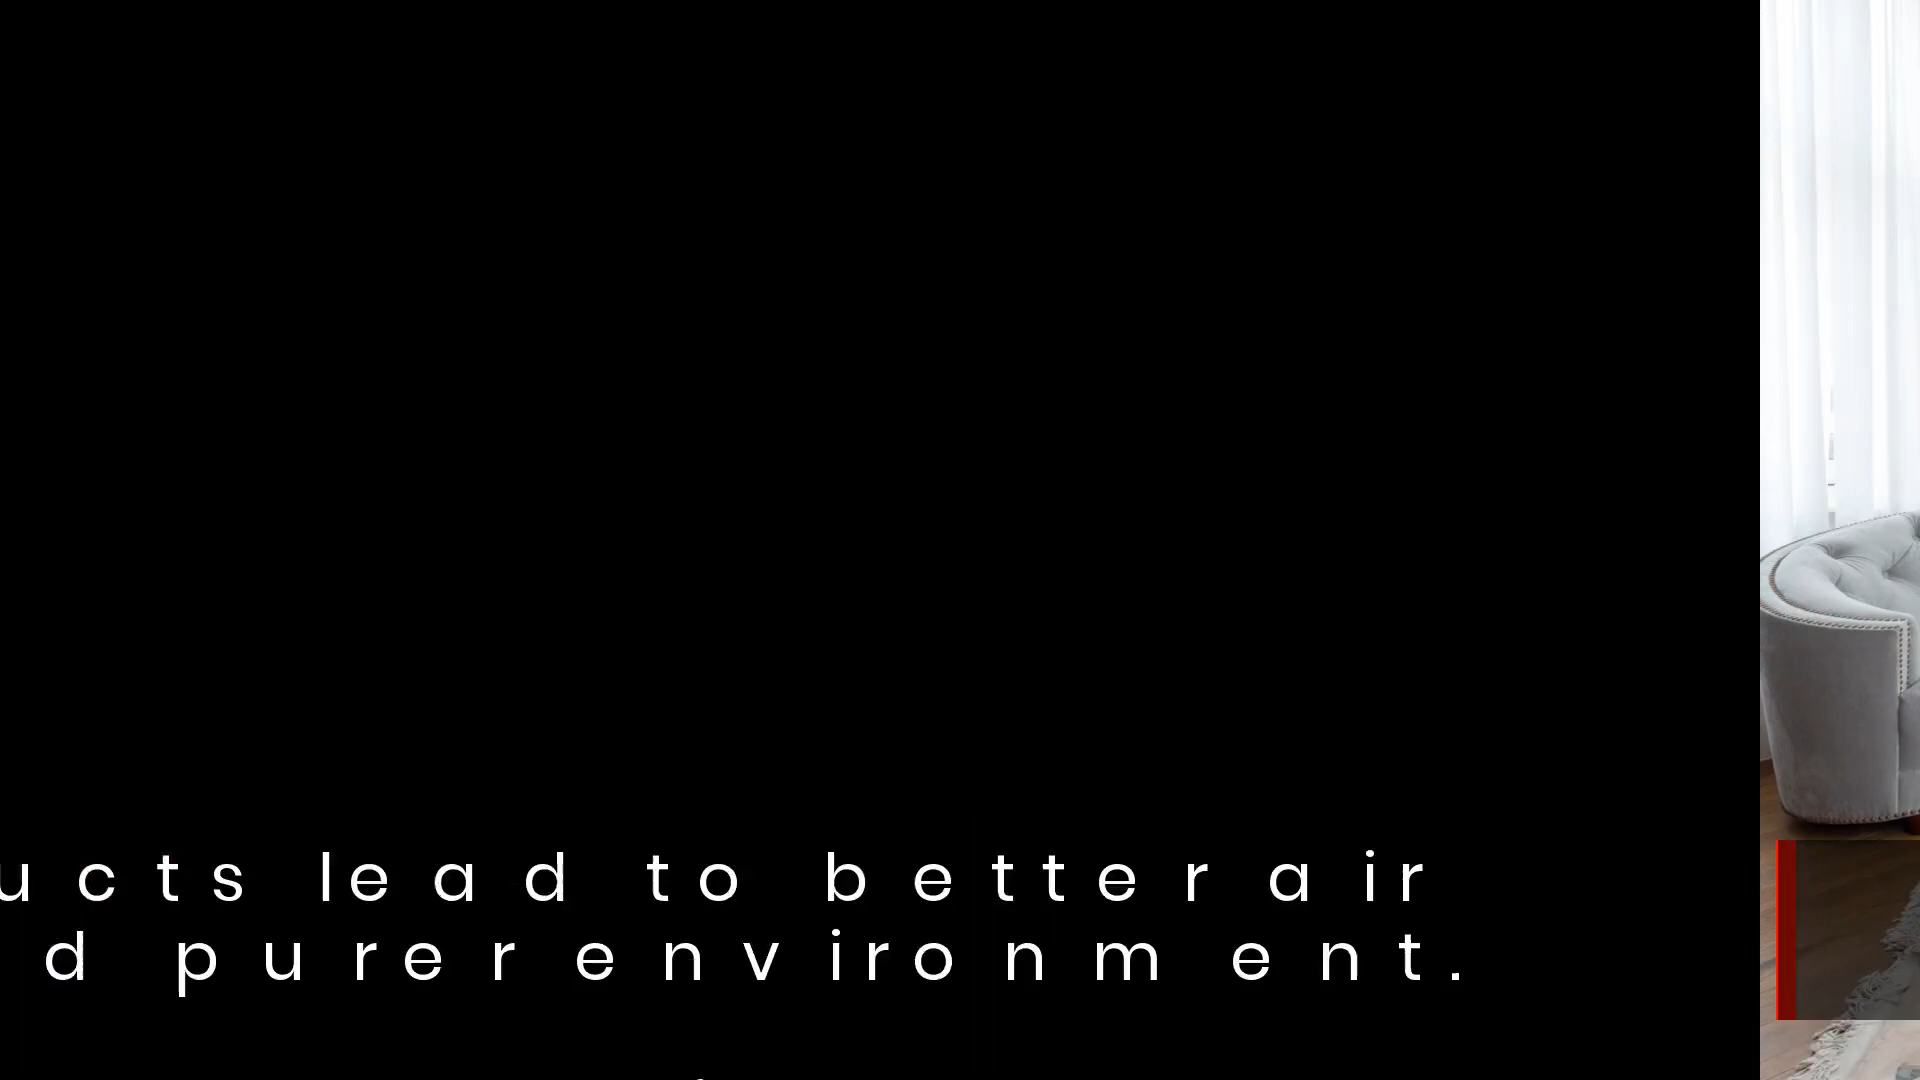 ucts lead to better air
d purer environment.